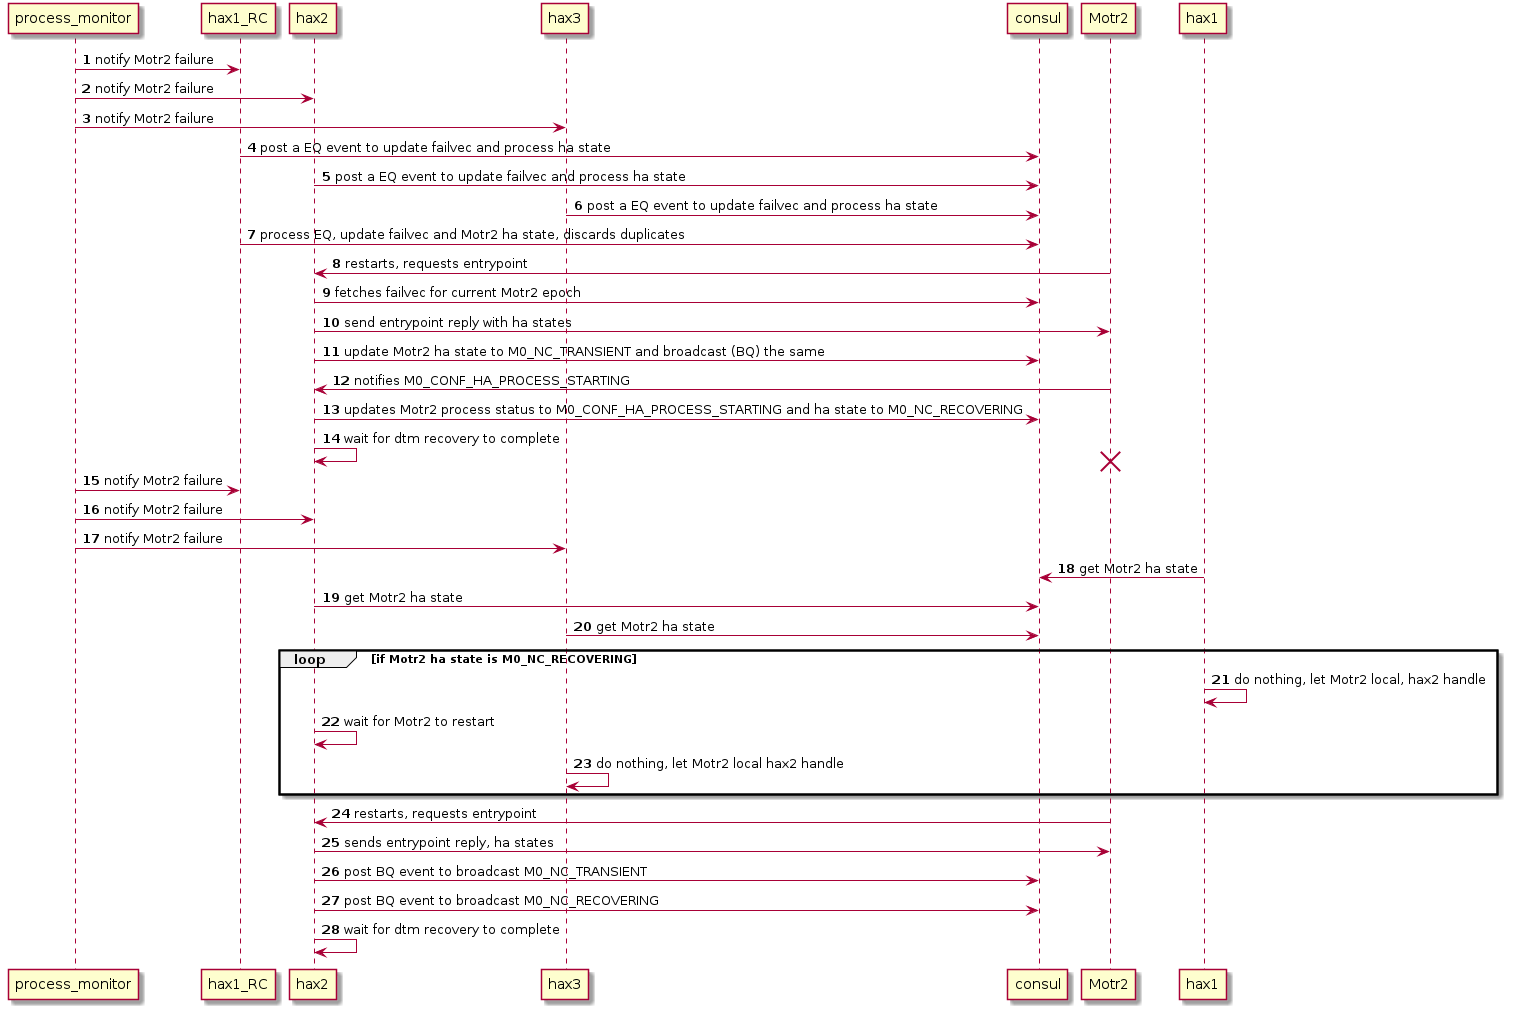 process_monitor hax1_RC hax2 hax3 consul Motr2 hax1
1 notify Motr2 failure
2 notify Motr2 failure
3 notify Motr2 failure
4 post a EQ event to update failvec and process ha state
5 post a EQ event to update failvec and process ha state
6 post a EQ event to update failvec and process ha state
7 process EQ, update failvec and Motr2 ha state, discards duplicates
8 restarts, requests entrypoint
9 fetches failvec for current Motr2 epoch
10 send entrypoint reply with ha states
11 update Motr2 ha state to M0_NC_TRANSIENT and broadcast (BQ) the same
12 notifies M0_CONF_HA_PROCESS_STARTING
13 updates Motr2 process status to M0_CONF_HA_PROCESS_STARTING and ha state to M0_NC_RECOVERING
14 wait for dtm recovery to complete
15 notify Motr2 failure
16 notify Motr2 failure
17 notify Motr2 failure
18 get Motr2 ha state
19 get Motr2 ha state
20 get Motr2 ha state
loop [if Motr2 ha state is M0_NC_RECOVERING]
21 do nothing, let Motr2 local, hax2 handle
22 wait for Motr2 to restart
23 do nothing, let Motr2 local hax2 handle
24 restarts, requests entrypoint
25 sends entrypoint reply, ha states
26 post BQ event to broadcast M0_NC_TRANSIENT
27 post BQ event to broadcast M0_NC_RECOVERING
28 wait for dtm recovery to complete
process_monitor hax1_RC hax2 hax3 consul Motr2 hax1